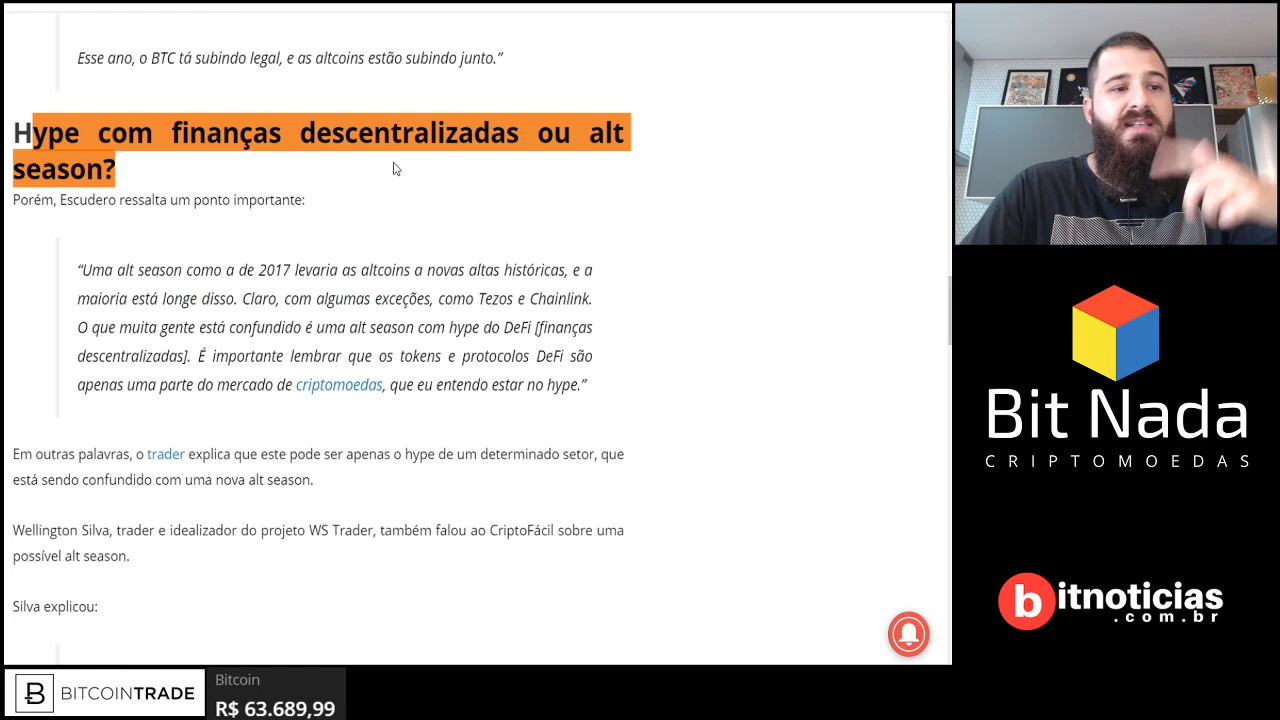 Esse ano, o BTC tá subindo legal, e as altcoins estão subindo junto.”
Hype com finanças descentralizadas ou alt
season?
Porém, Escudero ressalta um ponto importante:
“Uma alt season como a de 2017 levaria as altcoins a novas altas históricas, e a
maioria está longe disso. Claro, com algumas exceções, como Tezos e Chainlink.
O que muita gente está confundido é uma alt season com hype do DeFi [finanças
descentralizadas]. É importante lembrar que os tokens e protocolos DeFi são
apenas uma parte do mercado de criptomoedas, que eu entendo estar no hype.”
Em outras palavras, o trader explica que este pode ser apenas o hype de um determinado setor, que
está sendo confundido com uma nova alt season.
Wellington Silva, trader e idealizador do projeto WS Trader, também falou ao CriptoFácil sobre uma
possível alt season.
Silva explicou:
Bit Nada
CRIPTOMOEDAS
bitnoticias
.com.br
BITCOINTRADE
Bitcoin
R$ 63.689,99